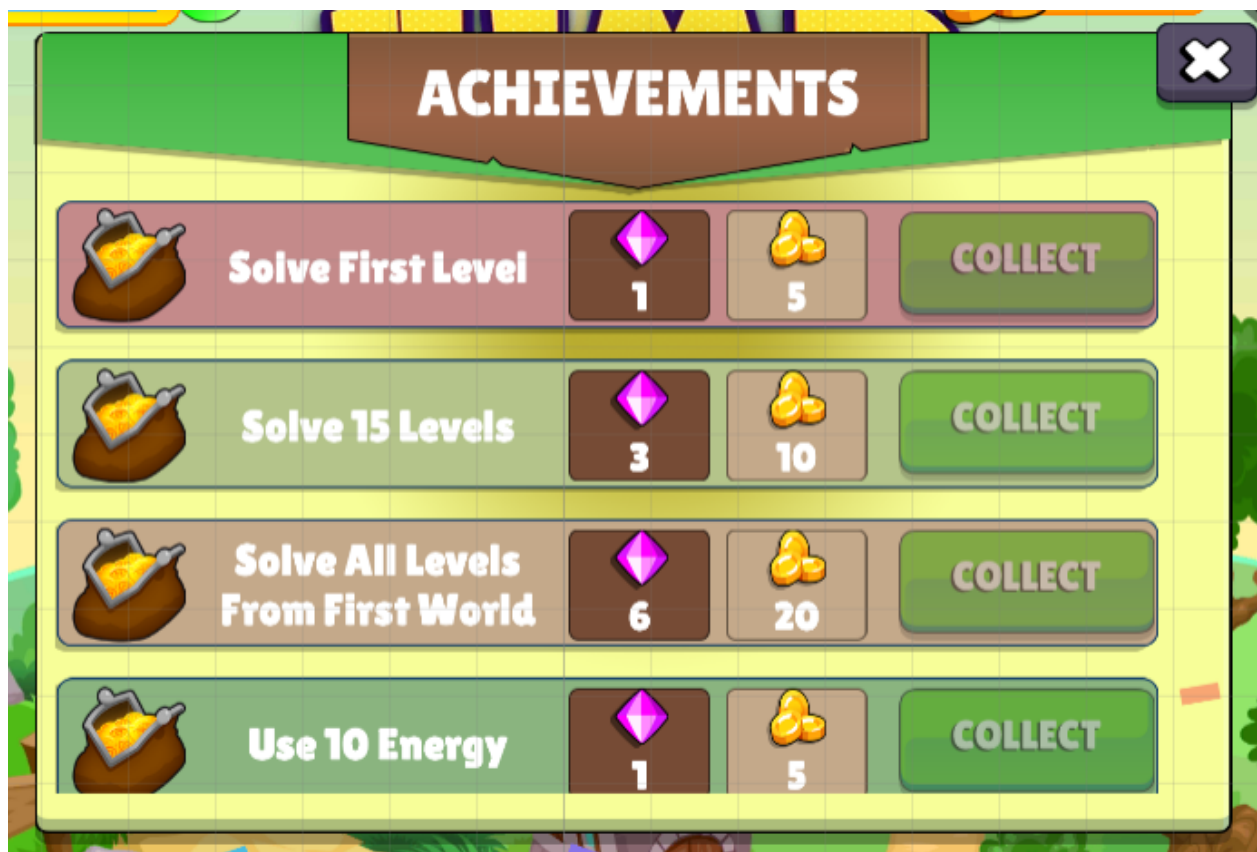 ACHIEVEMENTS
Solve First Level
1
5
COLLECT
Solve 15 Levels
3
10
COLLECT
Solve All Levels
From First World
6
20
COLLECT
Use 10 Energy
1
5
COLLECT